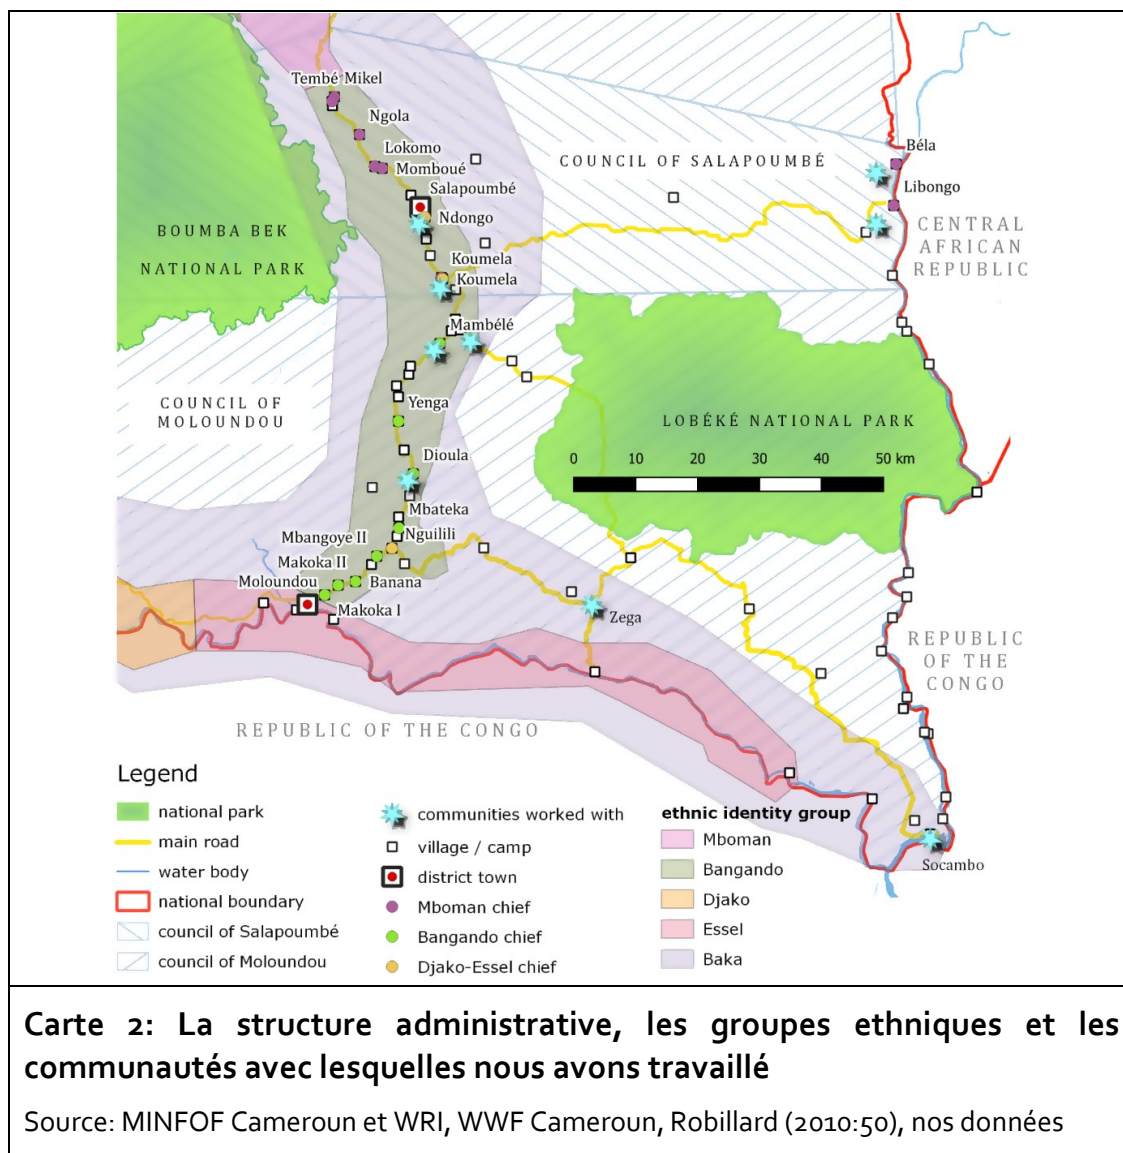 Tembé Mikel
Ngola
Lokomo
Momboué
Salapoumbé
Ndongo
Koumela
Koumela
Mambélé
Yenga
Dioula
Mbateka
Nguilili
Mbangoye II
Makoka II
Banana
Moloundou
Makoka I
Zega
Socambo
Béla
Libongo
COUNCIL OF SALAPOUMBÉ
CENTRAL
AFRICAN
REPUBLIC
BOUMBA BEK
NATIONAL PARK
COUNCIL OF
MOLOUNDOU
LOBÉKÉ NATIONAL PARK
0 10 20 30 40 50 km
REPUBLIC
OF THE
CONGO
REPUBLIC OF THE CONGO
Legend
national park
main road
water body
national boundary
council of Salapoumbé
council of Moloundou
communities worked with
village / camp
district town
Mboman chief
Bangando chief
Djako-Essel chief
ethnic identity group
Mboman
Bangando
Djako
Essel
Baka
Carte 2: La structure administrative, les groupes ethniques et les
communautés avec lesquelles nous avons travaillé
Source: MINFOF Cameroun et WRI, WWF Cameroun, Robillard (2010:50), nos données